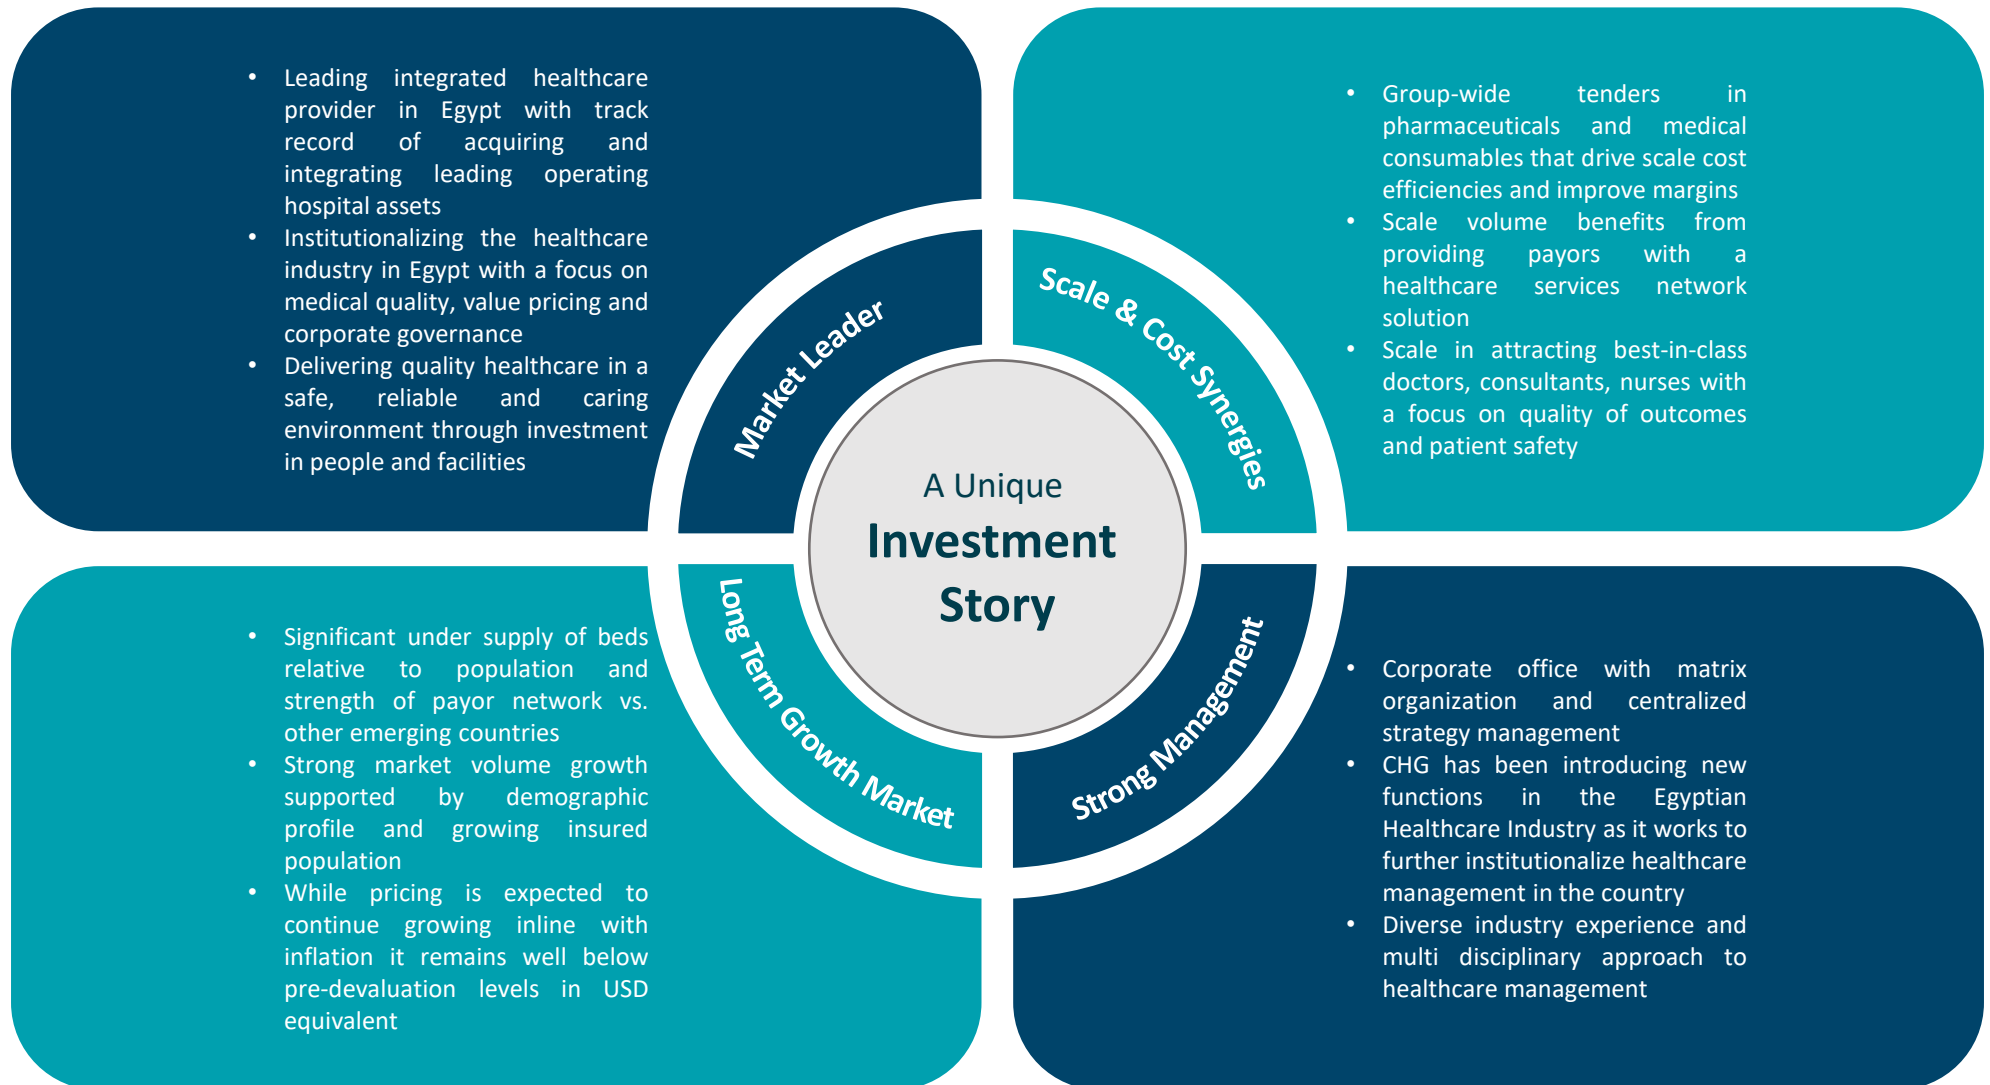 • Leading integrated healthcare
provider in Egypt with track
record of acquiring and
integrating leading operating
hospital assets
• Institutionalizing the healthcare
industry in Egypt with a focus on
medical quality, value pricing and
corporate governance
• Delivering quality healthcare in a
safe, reliable and caring
environment through investment
in people and facilities
Market Leader
• Group-wide tenders in
pharmaceuticals and medical
consumables that drive scale cost
efficiencies and improve margins
• Scale volume benefits from
providing payors with a
healthcare services network
solution
• Scale in attracting best-in-class
doctors, consultants, nurses with
a focus on quality of outcomes
and patient safety
Scale & Cost Synergies
A Unique
Investment
Story
• Significant under supply of beds
relative to population and
strength of payor network vs.
other emerging countries
• Strong market volume growth
supported by demographic
profile and growing insured
population
• While pricing is expected to
continue growing inline with
inflation it remains well below
pre-devaluation levels in USD
equivalent
Long Term Growth Market
• Corporate office with matrix
organization and centralized
strategy management
• CHG has been introducing new
functions in the Egyptian
Healthcare Industry as it works to
further institutionalize healthcare
management in the country
• Diverse industry experience and
multi disciplinary approach to
healthcare management
Strong Management